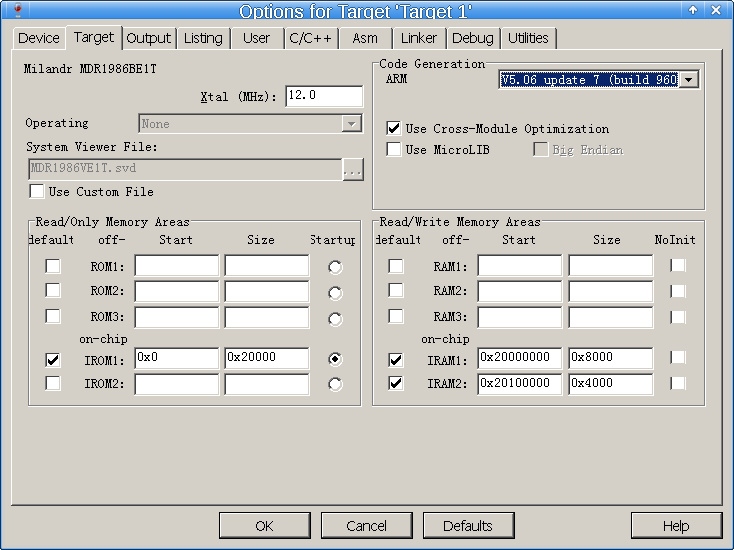 Options for Target 'Target 1'
Device Target Output Listing User C/C++ Asm Linker Debug Utilities
Milandr MDR1986BE1T
Xtal (MHz): 12.0
Operating None
System Viewer File:
MDR1986VE1T.svd ...
Use Custom File
Code Generation
ARM V5.06 update 7 (build 960
Use Cross-Module Optimization
Use MicroLIB Big Endian
Read/Only Memory Areas
default off- Start Size Startup
ROM1:
ROM2:
ROM3:
on-chip
IROM1: 0x0 0x20000
IROM2:
Read/Write Memory Areas
default off- Start Size NoInit
RAM1:
RAM2:
RAM3:
on-chip
IRAM1: 0x20000000 0x8000
IRAM2: 0x20100000 0x4000
OK Cancel Defaults Help